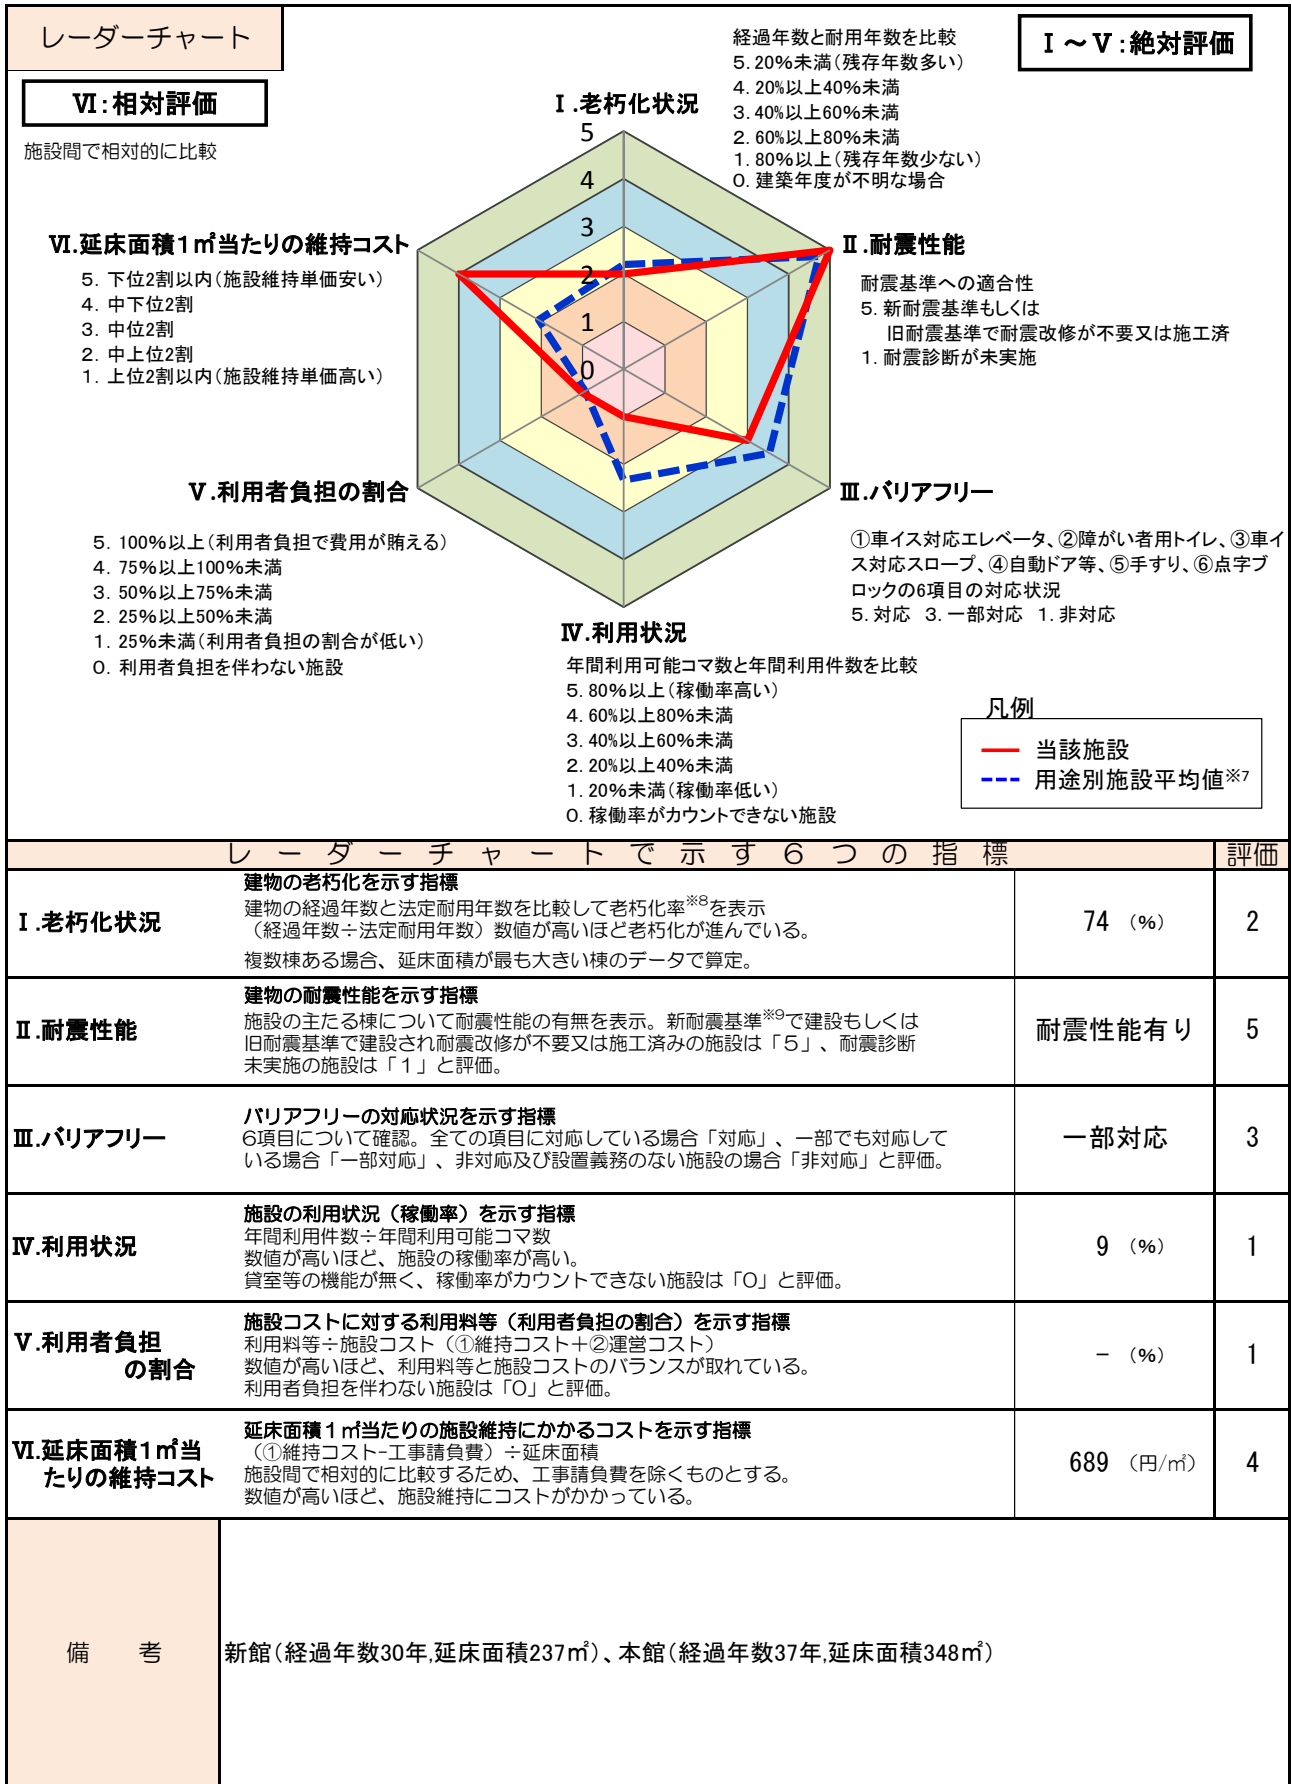 レーダーチャート
Ⅰ～Ⅴ:絶対評価
Ⅵ:相対評価
施設間で相対的に比較
Ⅰ.老朽化状況
経過年数と耐用年数を比較
5.20%未満(残存年数多い)
4.20%以上40%未満
3.40%以上60%未満
2.60%以上80%未満
1.80%以上(残存年数少ない)
0.建築年度が不明な場合
5
4
3
2
1
0
Ⅱ.耐震性能
耐震基準への適合性
5.新耐震基準もしくは
旧耐震基準で耐震改修が不要又は施工済
1.耐震診断が未実施
Ⅲ.バリアフリー
①車イス対応エレベータ、②障がい者用トイレ、③車イ
ス対応スロープ、④自動ドア等、⑤手すり、⑥点字ブ
ロックの6項目の対応状況
5.対応 3.一部対応 1.非対応
Ⅳ.利用状況
年間利用可能コマ数と年間利用件数を比較
5.80%以上(稼働率高い)
4.60%以上80%未満
3.40%以上60%未満
2.20%以上40%未満
1.20%未満(稼働率低い)
0.稼働率がカウントできない施設
Ⅴ.利用者負担の割合
5.100%以上(利用者負担で費用が賄える)
4.75%以上100%未満
3.50%以上75%未満
2.25%以上50%未満
1.25%未満(利用者負担の割合が低い)
0.利用者負担を伴わない施設
Ⅵ.延床面積1㎡当たりの維持コスト
5.下位2割以内(施設維持単価安い)
4.中下位2割
3.中位2割
2.中上位2割
1.上位2割以内(施設維持単価高い)
凡例
当該施設
用途別施設平均値※7
レーダーチャートで示す6つの指標 評価
Ⅰ.老朽化状況
建物の老朽化を示す指標
建物の経過年数と法定耐用年数を比較して老朽化率※8を表示
（経過年数÷法定耐用年数）数値が高いほど老朽化が進んでいる。
複数棟ある場合、延床面積が最も大きい棟のデータで算定。
74 (%) 2
Ⅱ.耐震性能
建物の耐震性能を示す指標
施設の主たる棟について耐震性能の有無を表示。新耐震基準※9で建設もしくは
旧耐震基準で建設され耐震改修が不要又は施工済みの施設は「5」、耐震診断
未実施の施設は「1」と評価。
耐震性能有り 5
Ⅲ.バリアフリー
バリアフリーの対応状況を示す指標
6項目について確認。全ての項目に対応している場合「対応」、一部でも対応して
いる場合「一部対応」、非対応及び設置義務のない施設の場合「非対応」と評価。
一部対応 3
Ⅳ.利用状況
施設の利用状況（稼働率）を示す指標
年間利用件数÷年間利用可能コマ数
数値が高いほど、施設の稼働率が高い。
貸室等の機能が無く、稼働率がカウントできない施設は「0」と評価。
9 (%) 1
Ⅴ.利用者負担
の割合
施設コストに対する利用料等（利用者負担の割合）を示す指標
利用料等÷施設コスト（①維持コスト+②運営コスト）
数値が高いほど、利用料等と施設コストのバランスが取れている。
利用者負担を伴わない施設は「0」と評価。
- (%) 1
Ⅵ.延床面積1㎡当
たりの維持コスト
延床面積1㎡当たりの施設維持にかかるコストを示す指標
（①維持コスト-工事請負費）÷延床面積
施設間で相対的に比較するため、工事請負費を除くものとする。
数値が高いほど、施設維持にコストがかかっている。
689 (円/㎡) 4
備 考
新館(経過年数30年,延床面積237㎡)、本館(経過年数37年,延床面積348㎡)